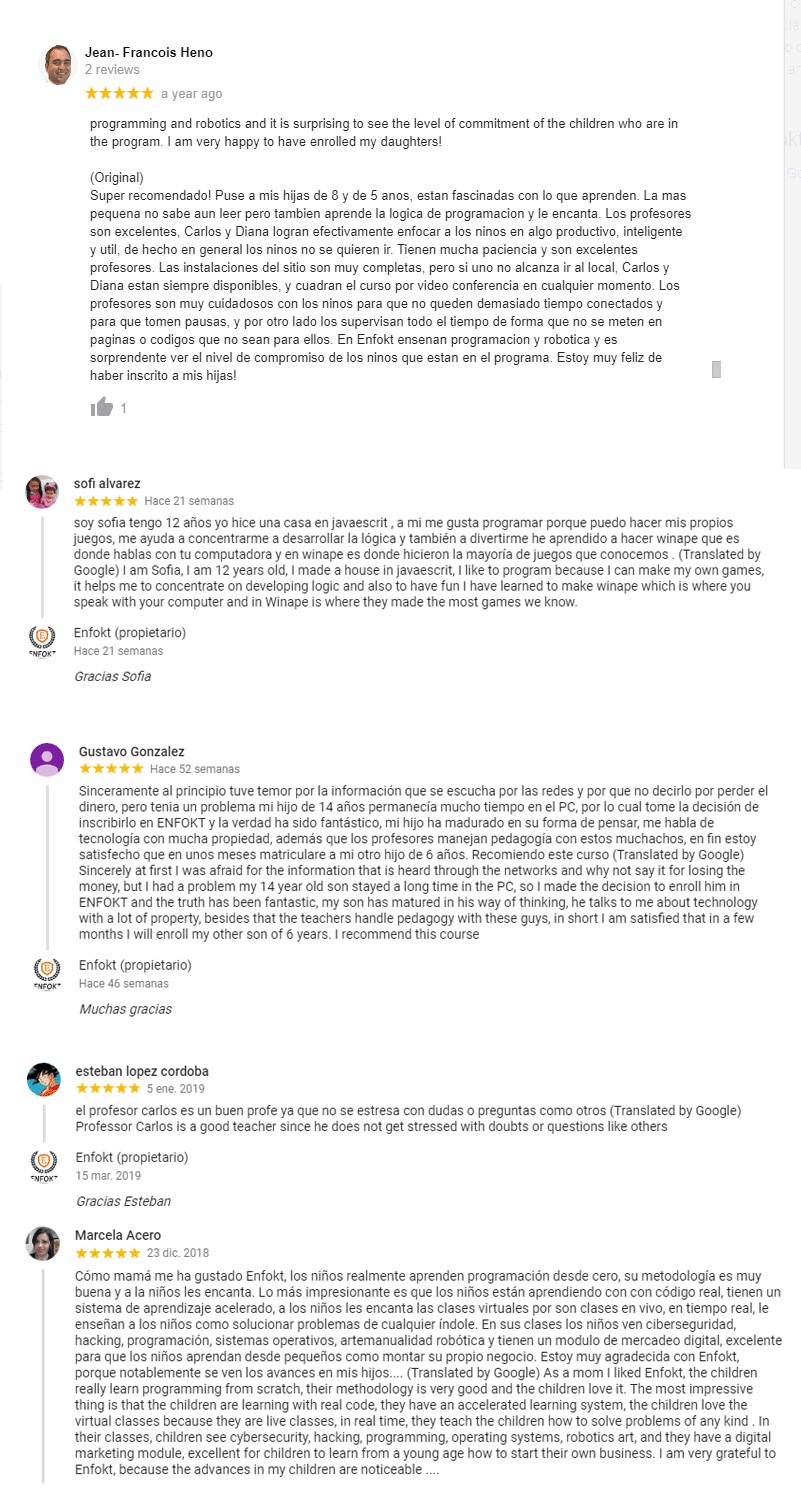 Jean- Francois Heno
2 reviews
a year ago
programming and robotics and it is surprising to see the level of commitment of the children who are in
the program. I am very happy to have enrolled my daughters!
(Original)
Super recomendado! Puse a mis hijas de 8 y de 5 anos, estan fascinadas con lo que aprenden. La mas
pequena no sabe aun leer pero tambien aprende la logica de programacion y le encanta. Los profesores
son excelentes, Carlos y Diana logran efectivamente enfocar a los ninos en algo productivo, inteligente
y util, de hecho en general los ninos no se quieren ir. Tienen mucha paciencia y son excelentes
profesores. Las instalaciones del sitio son muy completas, pero si uno no alcanza ir al local, Carlos y
Diana estan siempre disponibles, y cuadran el curso por video conferencia en cualquier momento. Los
profesores son muy cuidadosos con los ninos para que no queden demasiado tiempo conectados y
para que tomen pausas, y por otro lado los supervisan todo el tiempo de forma que no se meten en
paginas o codigos que no sean para ellos. En Enfokt ensenan programacion y robotica y es
sorprendente ver el nivel de compromiso de los ninos que estan en el programa. Estoy muy feliz de
haber inscrito a mis hijas!
1
sofi alvarez
Hace 21 semanas
soy sofia tengo 12 años yo hice una casa en javaescrit , a mi me gusta programar porque puedo hacer mis propios
juegos, me ayuda a concentrarme a desarrollar la lógica y también a divertirme he aprendido a hacer winape que es
donde hablas con tu computadora y en winape es donde hicieron la mayoría de juegos que conocemos . (Translated by
Google) I am Sofia, I am 12 years old, I made a house in javaescrit, I like to program because I can make my own games,
it helps me to concentrate on developing logic and also to have fun I have learned to make winape which is where you
speak with your computer and in Winape is where they made the most games we know.
Enfokt (propietario)
Hace 21 semanas
Gracias Sofia
Gustavo Gonzalez
Hace 52 semanas
Sinceramente al principio tuve temor por la información que se escucha por las redes y por que no decirlo por perder el
dinero, pero tenia un problema mi hijo de 14 años permanecía mucho tiempo en el PC, por lo cual tome la decisión de
inscribirlo en ENFOKT y la verdad ha sido fantástico, mi hijo ha madurado en su forma de pensar, me habla de
tecnología con mucha propiedad, además que los profesores manejan pedagogía con estos muchachos, en fin estoy
satisfecho que en unos meses matriculare a mi otro hijo de 6 años. Recomiendo este curso (Translated by Google)
Sincerely at first I was afraid for the information that is heard through the networks and why not say it for losing the
money, but I had a problem my 14 year old son stayed a long time in the PC, so I made the decision to enroll him in
ENFOKT and the truth has been fantastic, my son has matured in his way of thinking, he talks to me about technology
with a lot of property, besides that the teachers handle pedagogy with these guys, in short I am satisfied that in a few
months I will enroll my other son of 6 years. I recommend this course
Enfokt (propietario)
Hace 46 semanas
Muchas gracias
esteban lopez cordoba
5 ene. 2019
el profesor carlos es un buen profe ya que no se estresa con dudas o preguntas como otros (Translated by Google)
Professor Carlos is a good teacher since he does not get stressed with doubts or questions like others
Enfokt (propietario)
15 mar. 2019
Gracias Esteban
Marcela Acero
23 dic. 2018
Cómo mamá me ha gustado Enfokt, los niños realmente aprenden programación desde cero, su metodología es muy
buena y a la niños les encanta. Lo más impresionante es que los niños están aprendiendo con con código real, tienen un
sistema de aprendizaje acelerado, a los niños les encanta las clases virtuales por son clases en vivo, en tiempo real, le
enseñan a los niños como solucionar problemas de cualquier índole. En sus clases los niños ven ciberseguridad,
hacking, programación, sistemas operativos, artemanualidad robótica y tienen un modulo de mercadeo digital, excelente
para que los niños aprendan desde pequeños como montar su propio negocio. Estoy muy agradecida con Enfokt,
porque notablemente se ven los avances en mis hijos.... (Translated by Google) As a mom I liked Enfokt, the children
really learn programming from scratch, their methodology is very good and the children love it. The most impressive
thing is that the children are learning with real code, they have an accelerated learning system, the children love the
virtual classes because they are live classes, in real time, they teach the children how to solve problems of any kind . In
their classes, children see cybersecurity, hacking, programming, operating systems, robotics art, and they have a digital
marketing module, excellent for children to learn from a young age how to start their own business. I am very grateful to
Enfokt, because the advances in my children are noticeable ....